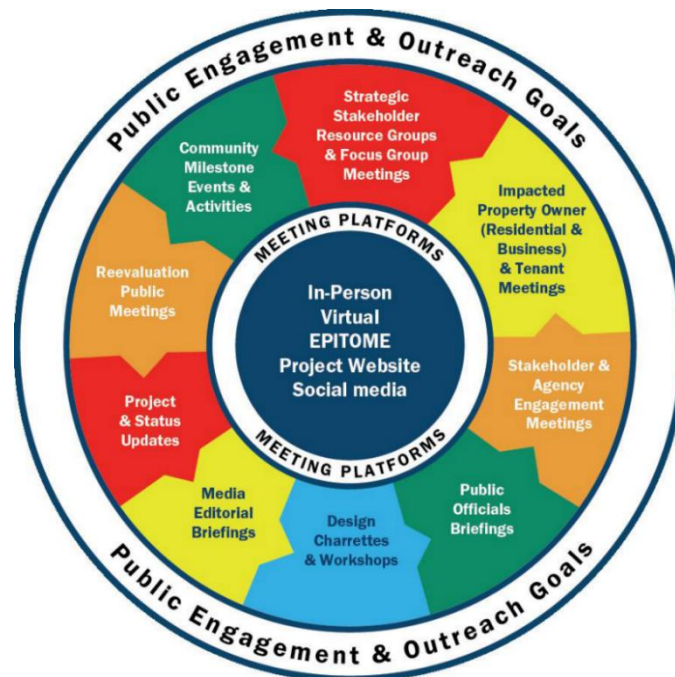 Public Engagement & Outreach Goals
Strategic
Stakeholder
Resource Groups
& Focus Group
Meetings
Impacted
Property Owner
(Residential &
Business)
& Tenant
Meetings
Stakeholder &
Agency
Engagement
Meetings
Public
Officials
Briefings
Design
Charrettes
& Workshops
Media
Editorial
Briefings
Project
& Status
Updates
Reevaluation
Public
Meetings
Community
Milestone
Events &
Activities
MEETING PLATFORMS
In-Person
Virtual
EPITOME
Project Website
Social media
MEETING PLATFORMS
Public Engagement & Outreach Goals